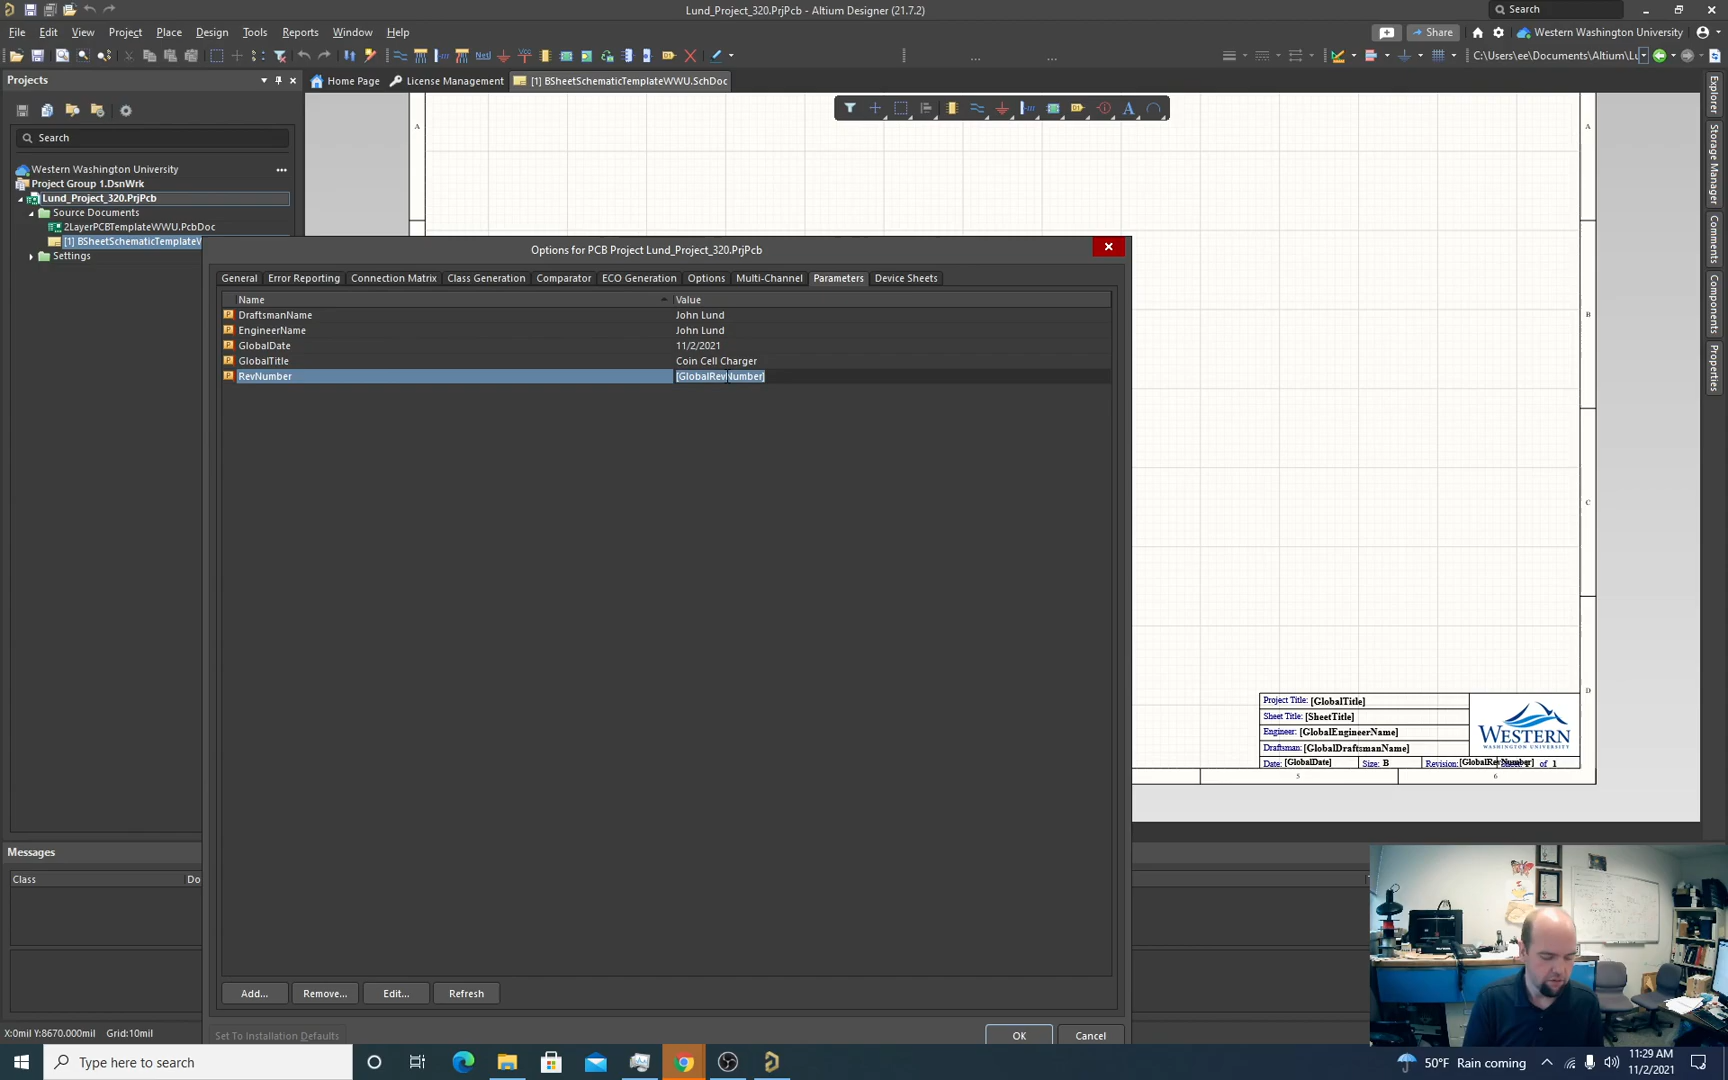 Lund_Project_320.PrjPcb - Altium Designer (21.7.2)
Search
File Edit View Project Place Design Tools Reports Window Help
Share
Western Washington University
C:\Users\ee\Documents\Altium\Lu
Projects
Home Page
License Management
[1] BSheetSchematicTemplateWWU.SchDoc
Search
Western Washington University
Project Group 1.DsnWrk
Lund_Project_320.PrjPcb
Source Documents
2LayerPCBTemplateWWU.PcbDoc
[1] BSheetSchematicTemplateW
Settings
Options for PCB Project Lund_Project_320.PrjPcb
General Error Reporting Connection Matrix Class Generation Comparator ECO Generation Options Multi-Channel Parameters Device Sheets
Name Value
DraftsmanName John Lund
EngineerName John Lund
GlobalDate 11/2/2021
GlobalTitle Coin Cell Charger
RevNumber [GlobalRevNumber]
Add... Remove... Edit... Refresh
Set To Installation Defaults
OK
Cancel
A
A
B
C
D
5
6
Project Title: [GlobalTitle]
Sheet Title: [SheetTitle]
Engineer: [GlobalEngineerName]
Draftsman: [GlobalDraftsmanName]
Date: [GlobalDate] Size: B Revision: [GlobalRevNumber] of 1
WESTERN
WASHINGTON UNIVERSITY
Explorer
Storage Manager
Comments
Components
Properties
Messages
Class
Do
X:0mil Y:8670.000mil Grid:10mil
Type here to search
50°F Rain coming
11:29 AM
11/2/2021